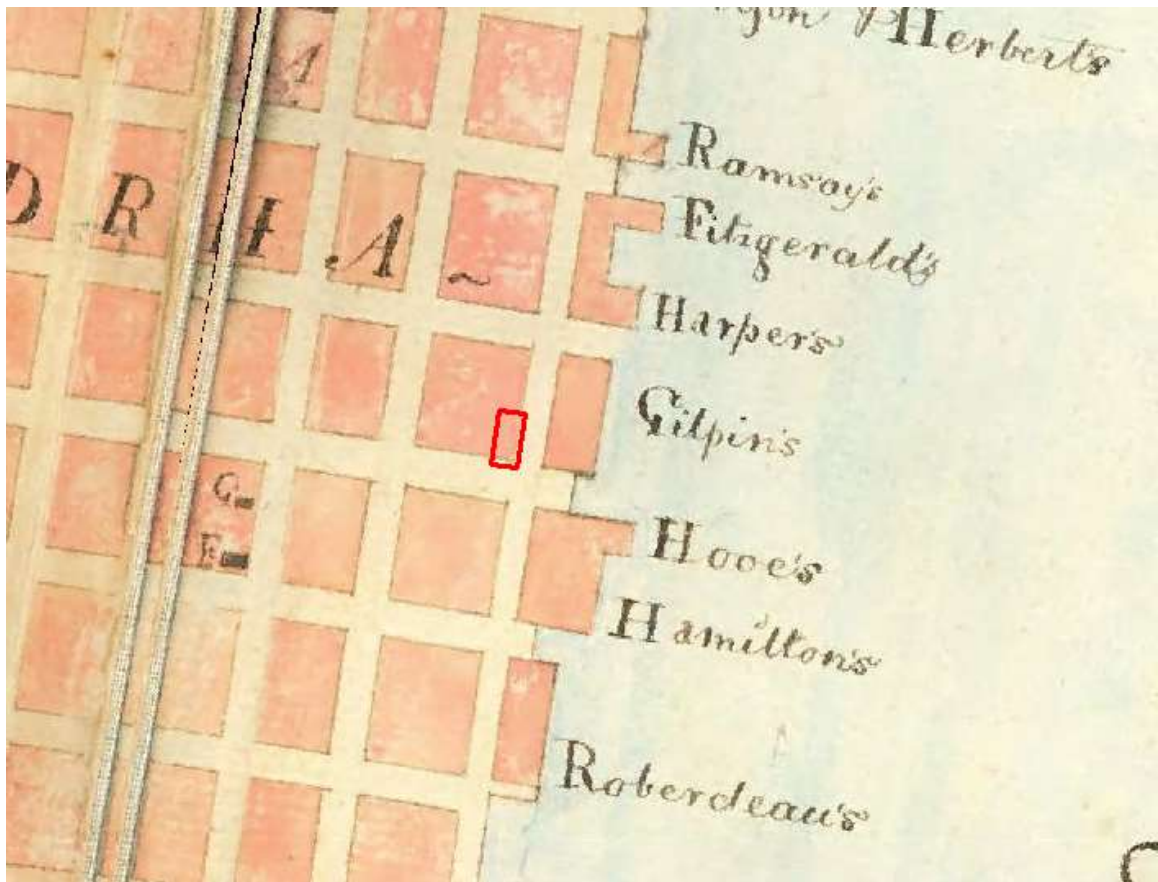 Herberts
A
Ramsay's
D R I A ~
Fitzgerald's
Harper's
Gilpin's
G
Hooe's
F
Hamilton's
Roberdeau's